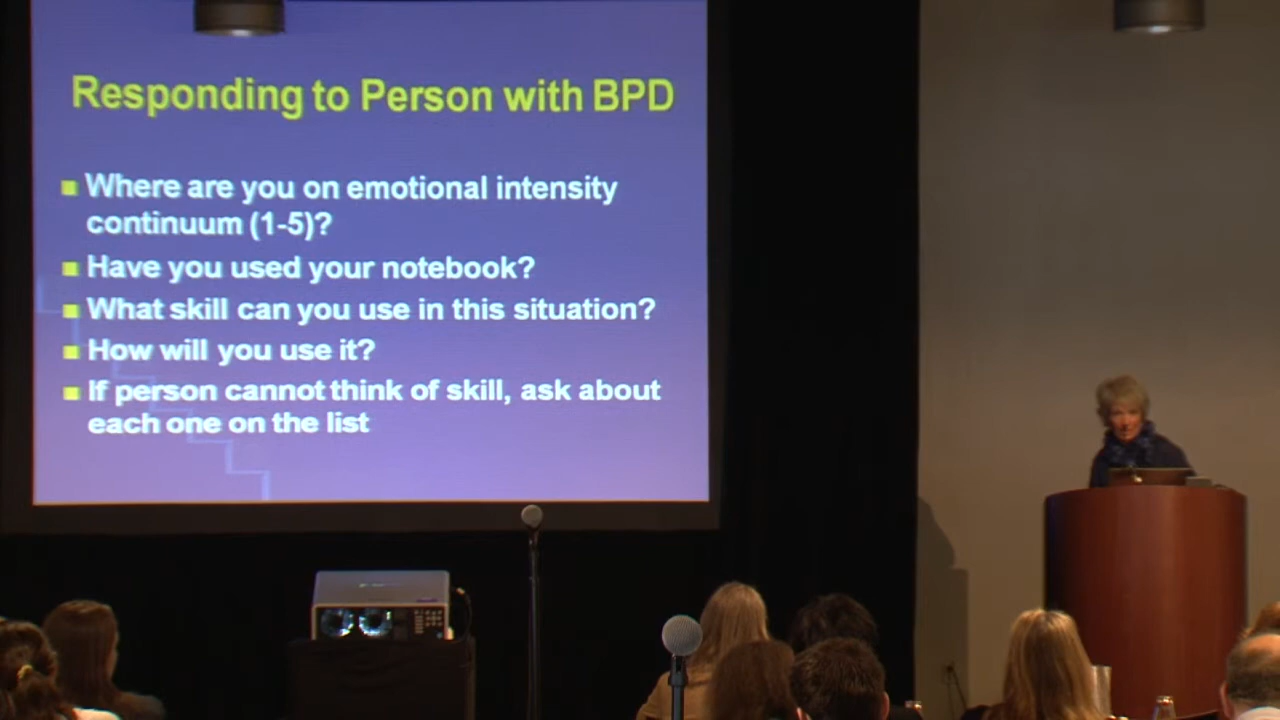 Responding to Person with BPD
Where are you on emotional intensity
continuum (1-5)?
Have you used your notebook?
What skill can you use in this situation?
How will you use it?
If person cannot think of skill, ask about
each one on the list